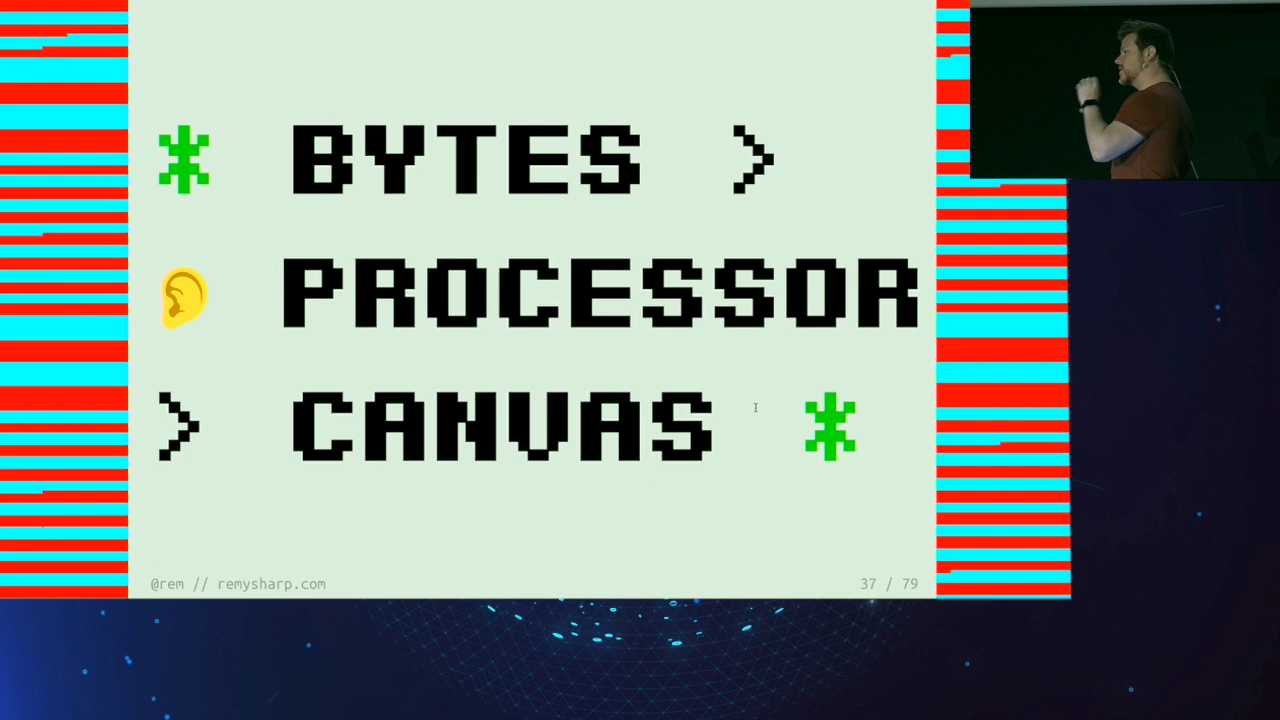 * BYTES >
👂 PROCESSOR
> CANVAS *
@rem // remysharp.com
37 / 79